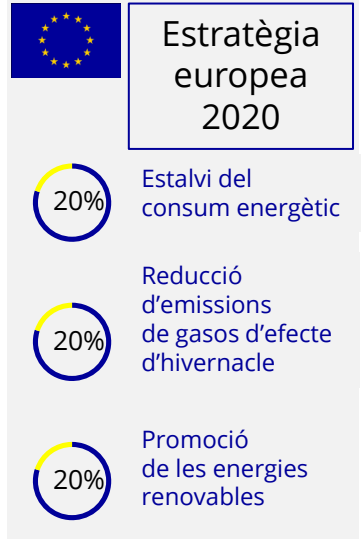 Estratègia
europea
2020
20%
Estalvi del
consum energètic
20%
Reducció
d’emissions
de gasos d’efecte
d’hivernacle
20%
Promoció
de les energies
renovables